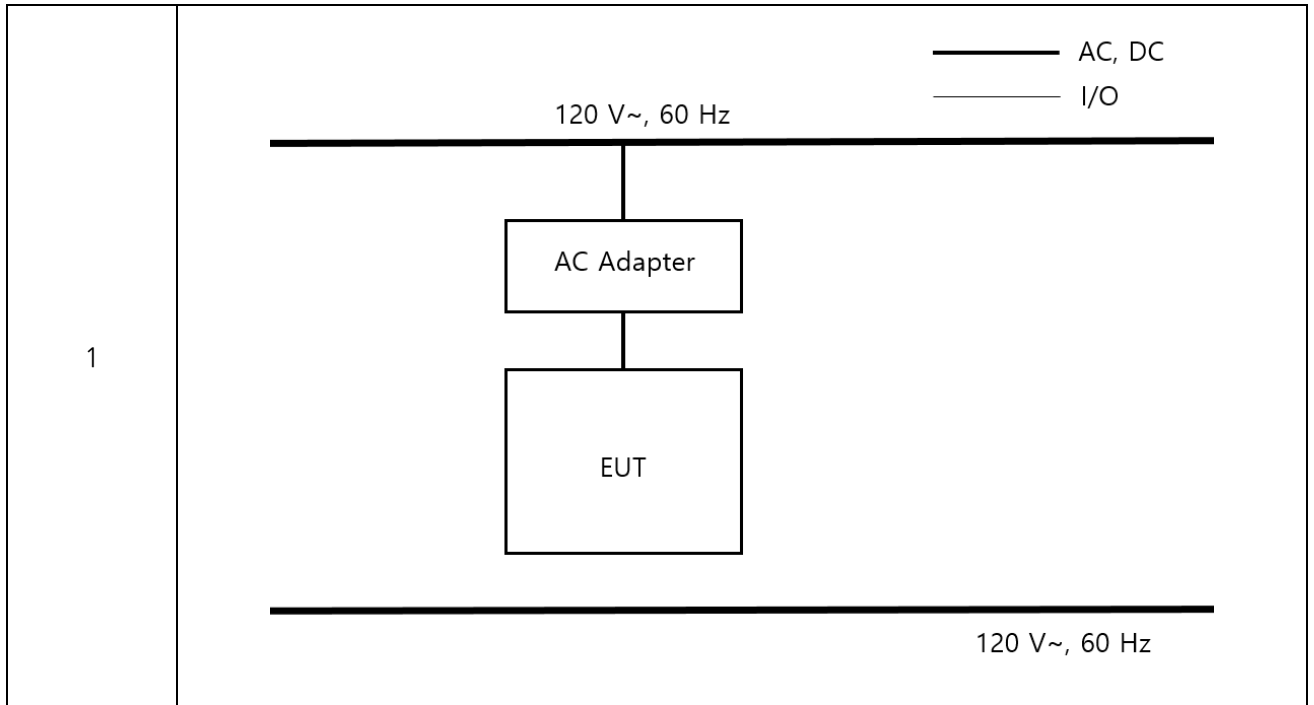 AC, DC
I/O
120 V~, 60 Hz
AC Adapter
1
EUT
120 V~, 60 Hz